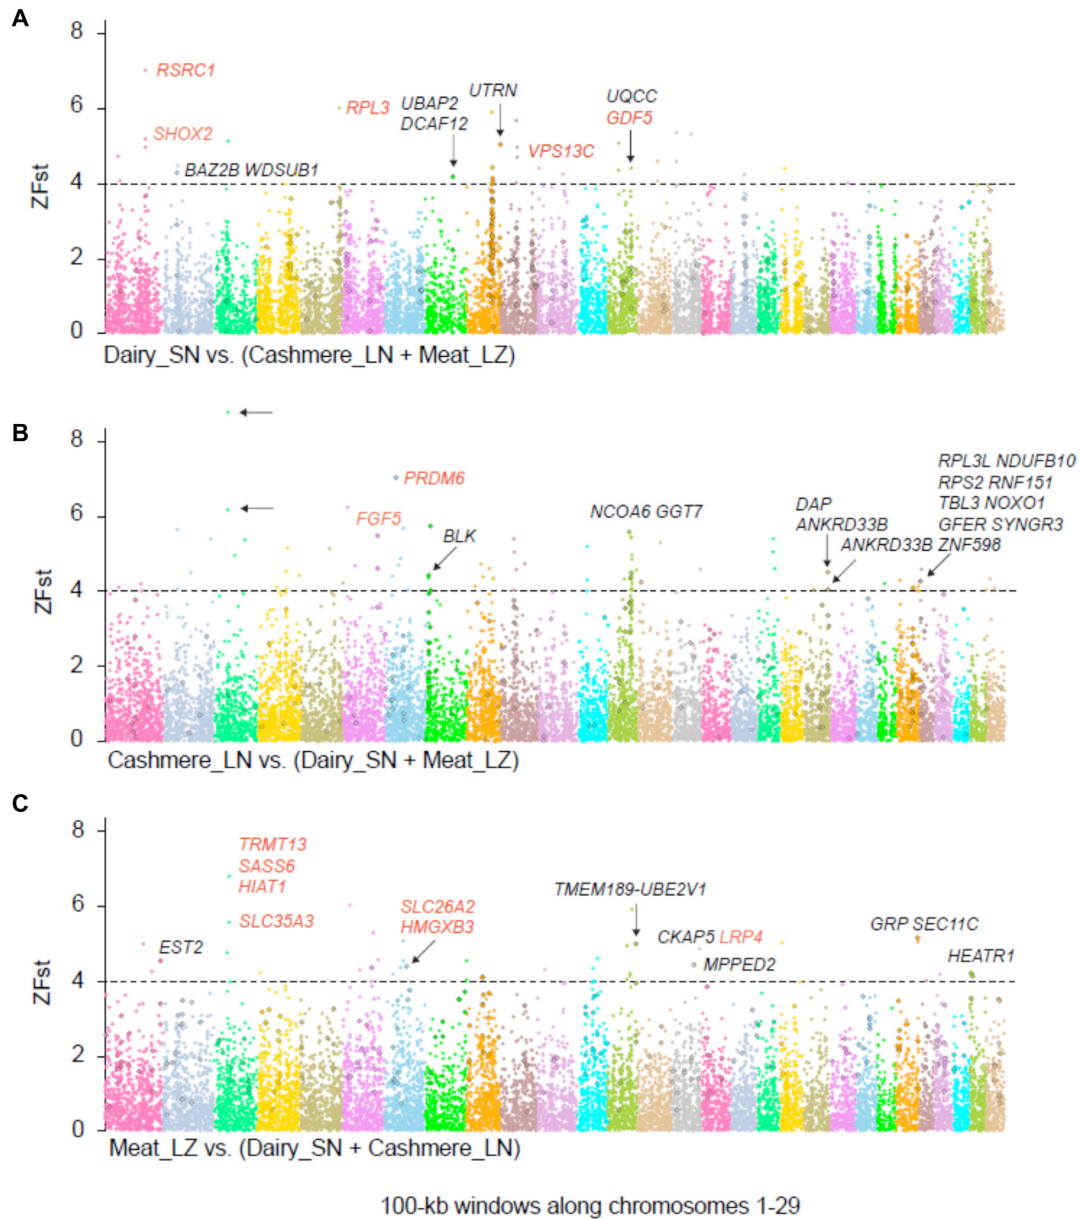 A
8
6
4
2
0
ZFst
RSRC1
SHOX2
BAZ2B WDSUB1
RPL3
UBAP2
DCAF12
UTRN
VPS13C
UQCC
GDF5
Dairy_SN vs. (Cashmere_LN + Meat_LZ)
B
8
6
4
2
0
ZFst
PRDM6
FGF5
BLK
NCOA6 GGT7
DAP
ANKRD33B
RPL3L NDUFB10
RPS2 RNF151
TBL3 NOXO1
GFER SYNGR3
ANKRD33B ZNF598
Cashmere_LN vs. (Dairy_SN + Meat_LZ)
C
8
6
4
2
0
ZFst
TRMT13
SASS6
HIAT1
SLC35A3
EST2
SLC26A2
HMGXB3
TMEM189-UBE2V1
CKAP5 LRP4
MPPED2
GRP SEC11C
HEATR1
Meat_LZ vs. (Dairy_SN + Cashmere_LN)
100-kb windows along chromosomes 1-29